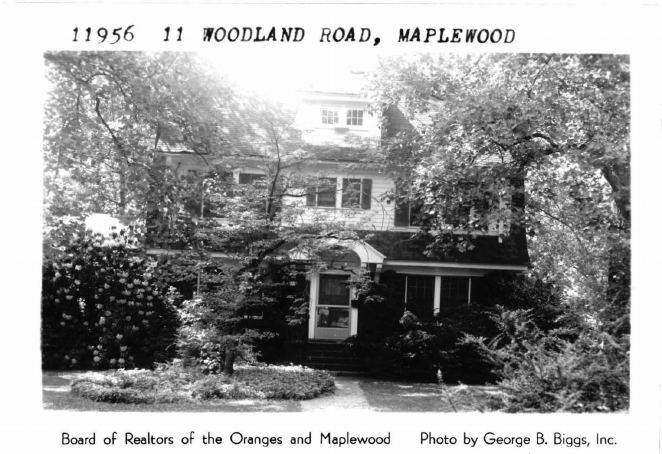 11956 11 WOODLAND ROAD, MAPLEWOOD
Board of Realtors of the Oranges and Maplewood Photo by George B. Biggs, Inc.